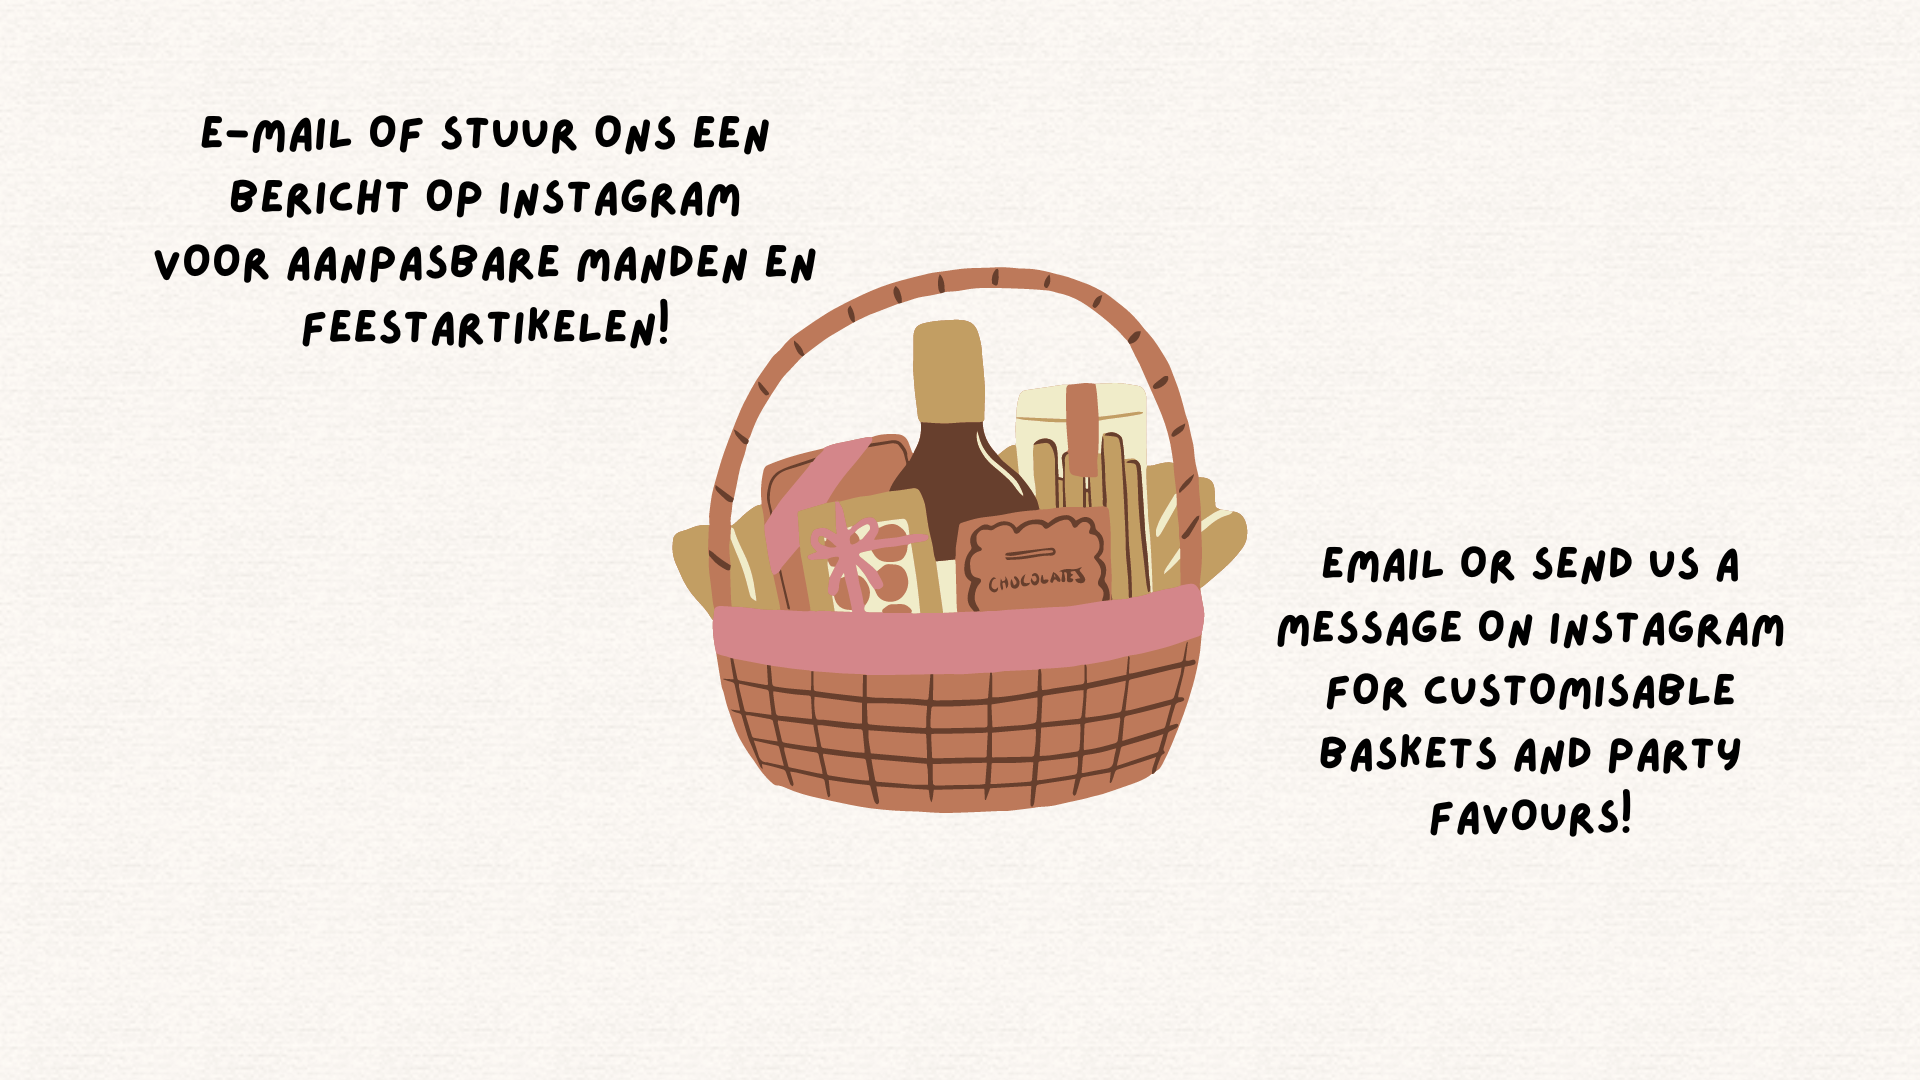 E-MAIL OF STUUR ONS EEN
BERICHT OP INSTAGRAM
VOOR AANPASBARE MANDEN EN
FEESTARTIKELEN!
CHOCOLATES
EMAIL OR SEND US A
MESSAGE ON INSTAGRAM
FOR CUSTOMISABLE
BASKETS AND PARTY
FAVOURS!